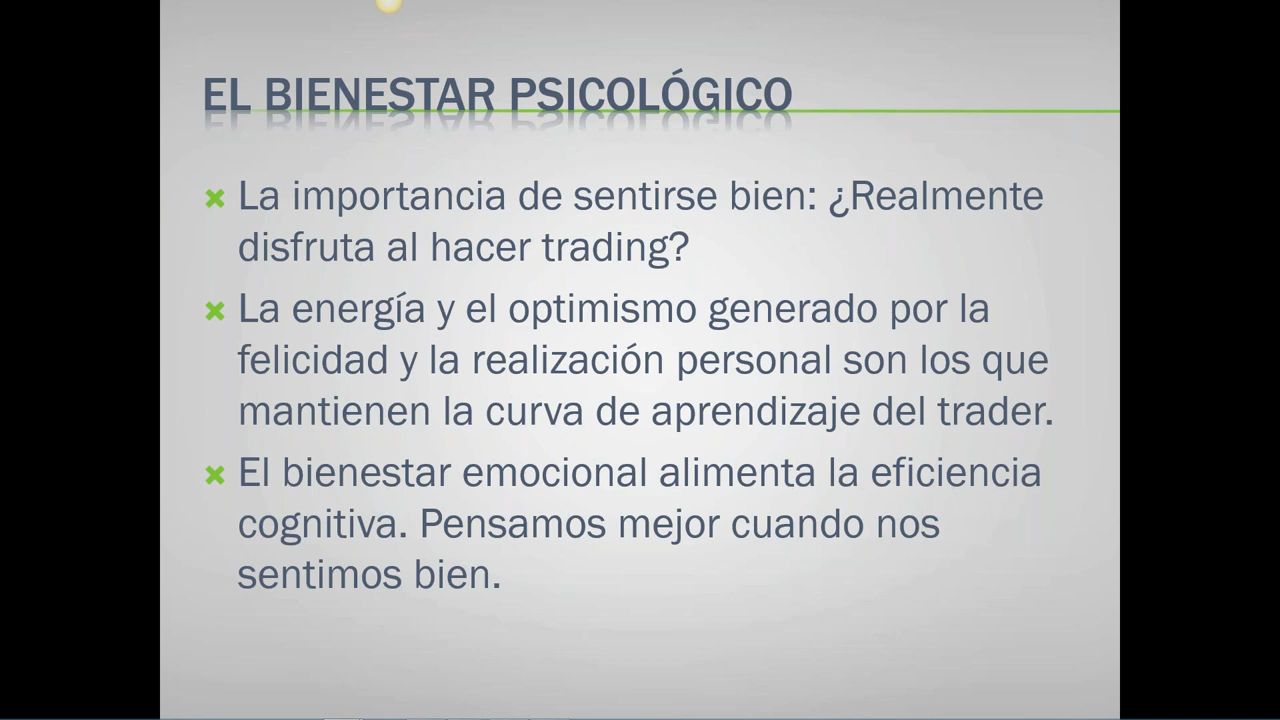 EL BIENESTAR PSICOLÓGICO
La importancia de sentirse bien: ¿Realmente
disfruta al hacer trading?
La energía y el optimismo generado por la
felicidad y la realización personal son los que
mantienen la curva de aprendizaje del trader.
El bienestar emocional alimenta la eficiencia
cognitiva. Pensamos mejor cuando nos
sentimos bien.